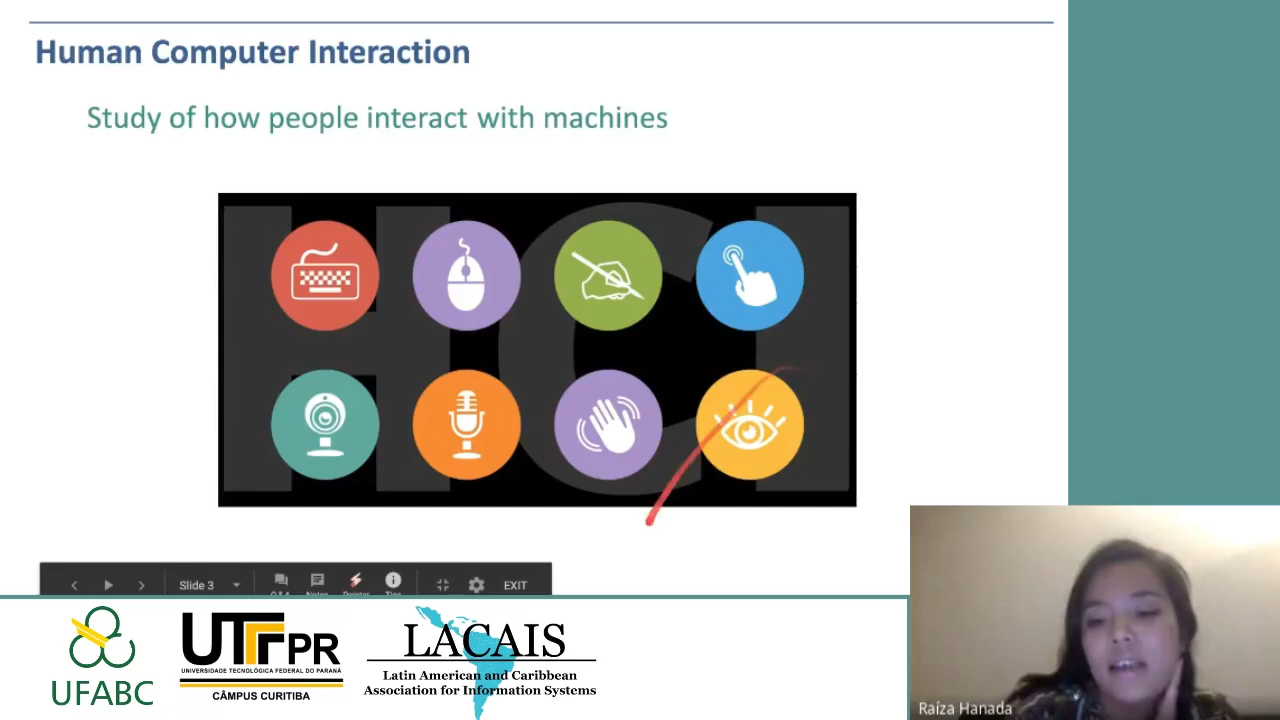 Human Computer Interaction
Study of how people interact with machines
HCI
Slide 3
EXIT
UFABC
UTFPR
UNIVERSIDADE TECNOLÓGICA FEDERAL DO PARANÁ
CÂMPUS CURITIBA
LACAIS
Latin American and Caribbean
Association for Information Systems
Raíza Hanada